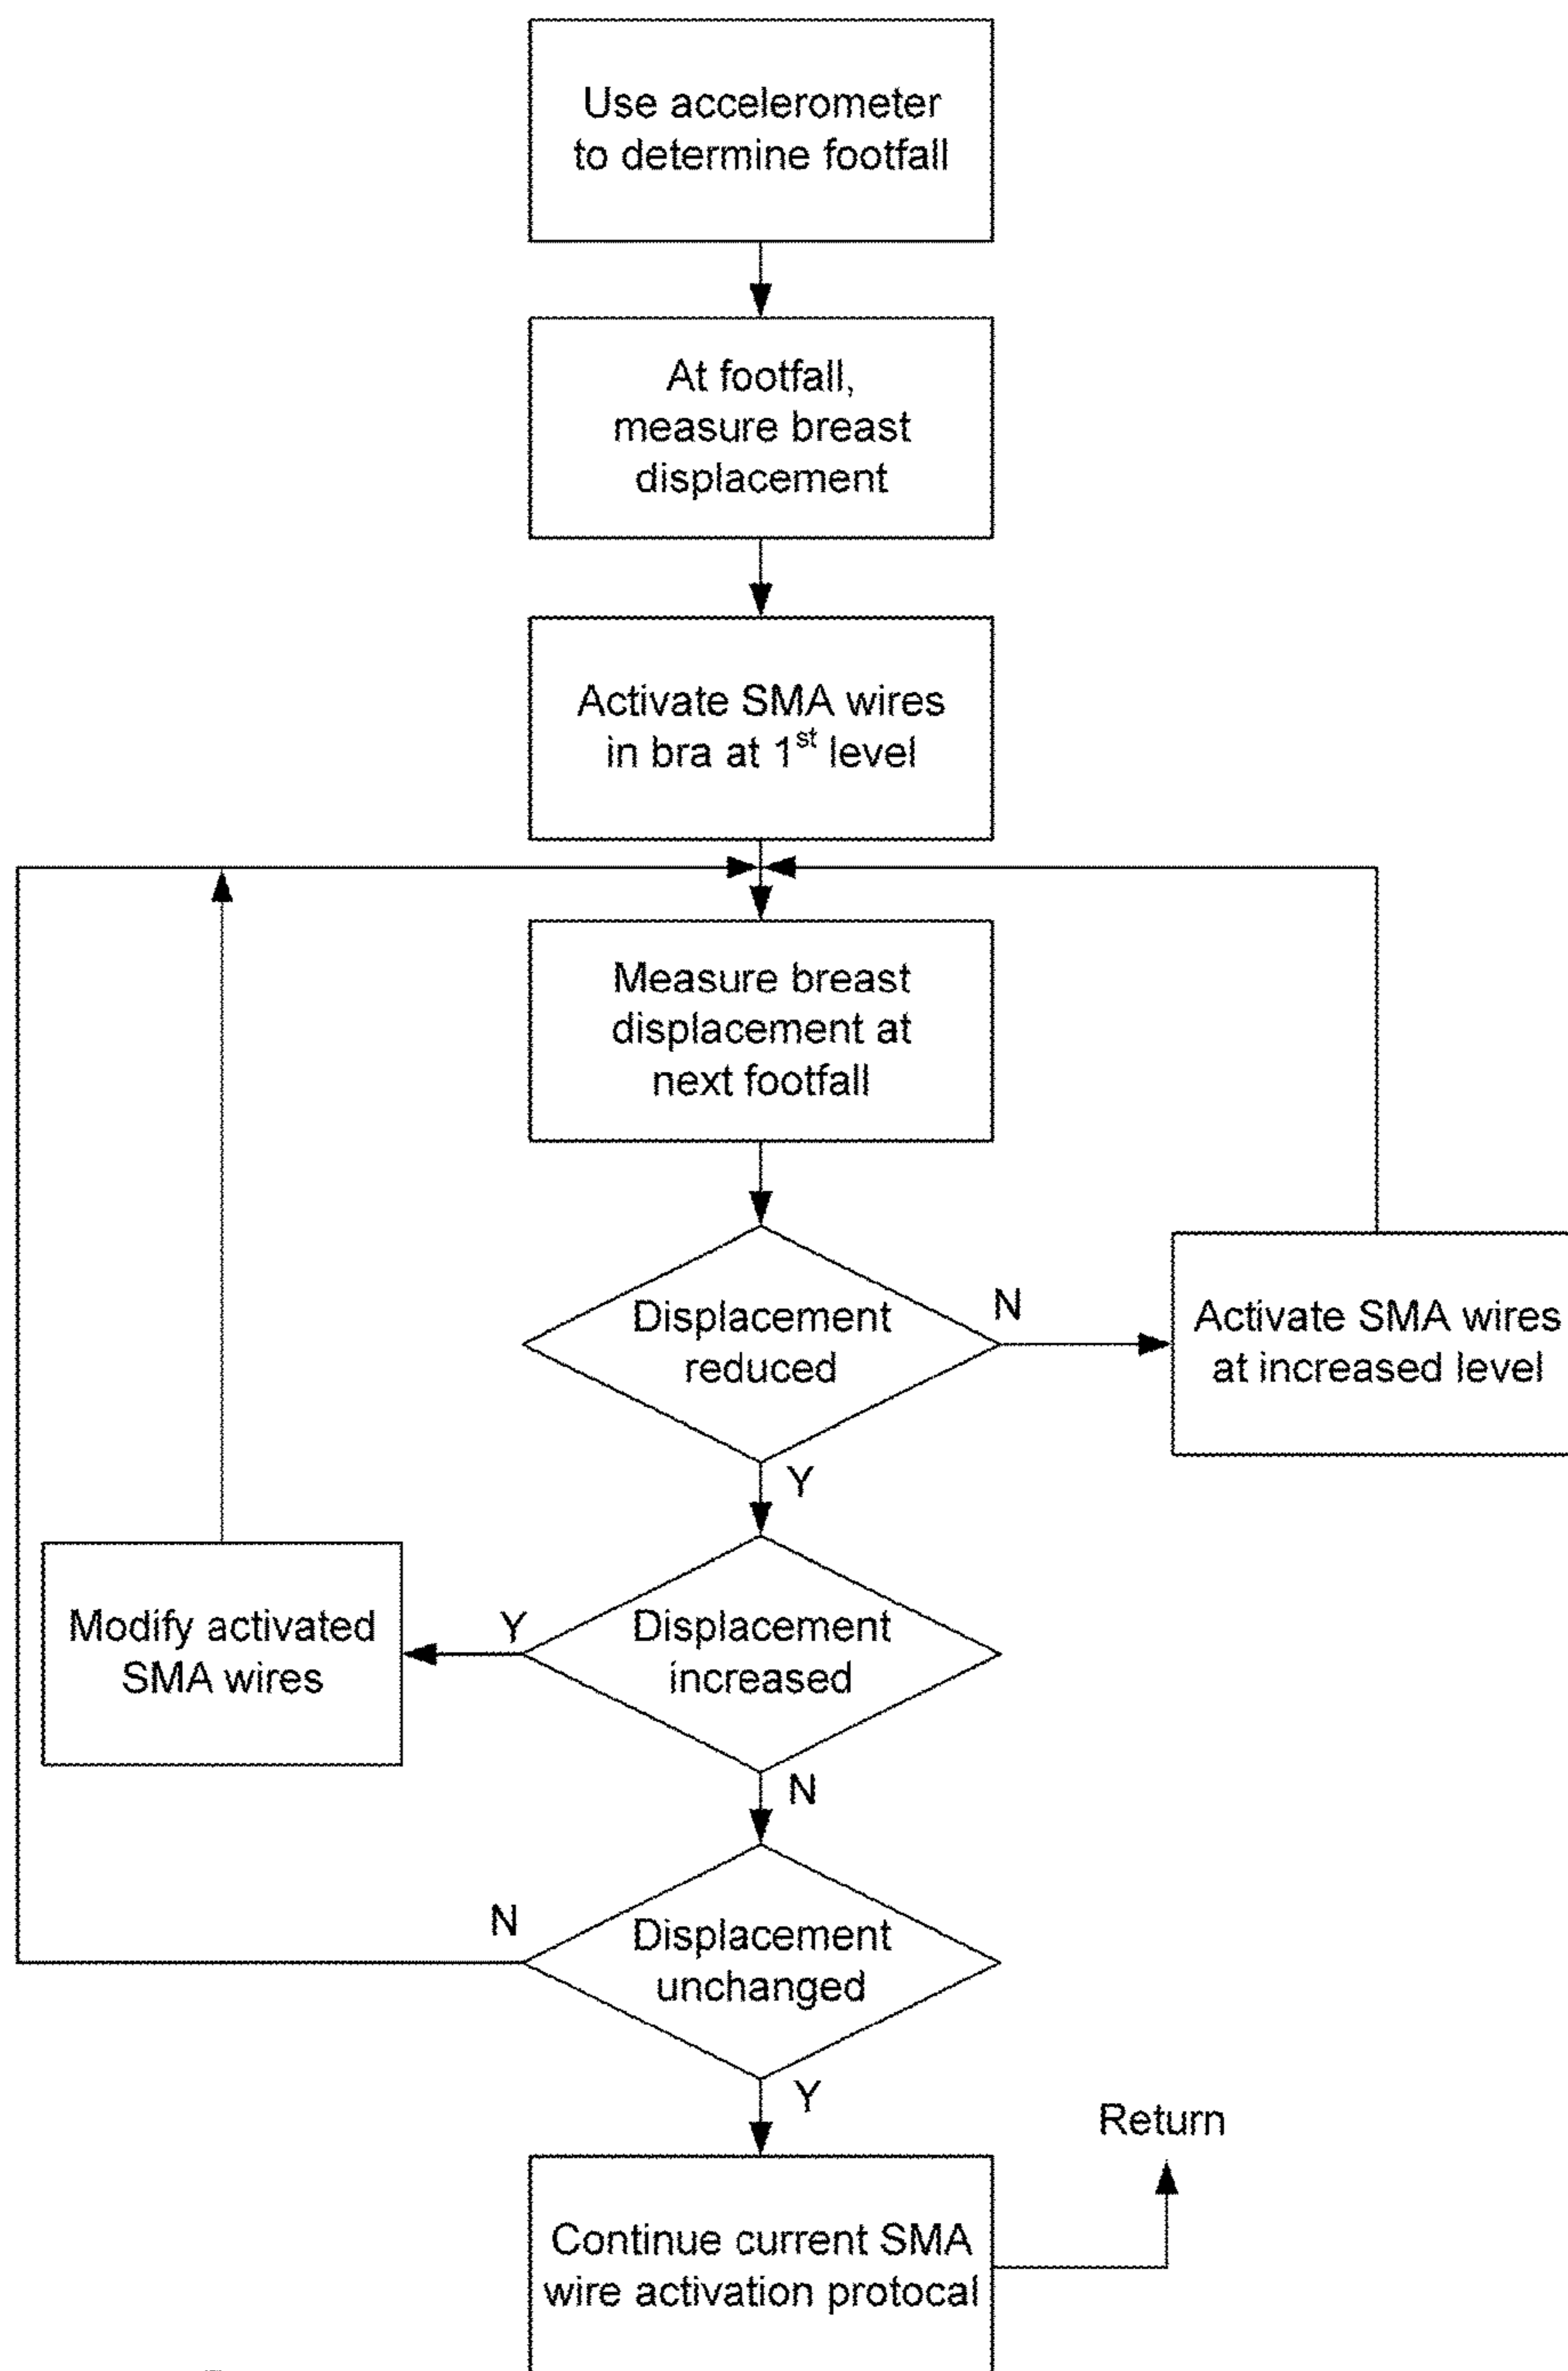 Use accelerometer
to determine footfall
At footfall,
measure breast
displacement
Activate SMA wires
in bra at 1st level
Measure breast
displacement at
next footfall
Displacement
reduced
N
Activate SMA wires
at increased level
Y
Modify activated
SMA wires
Y
Displacement
increased
N
N
Displacement
unchanged
Y
Return
Continue current SMA
wire activation protocal